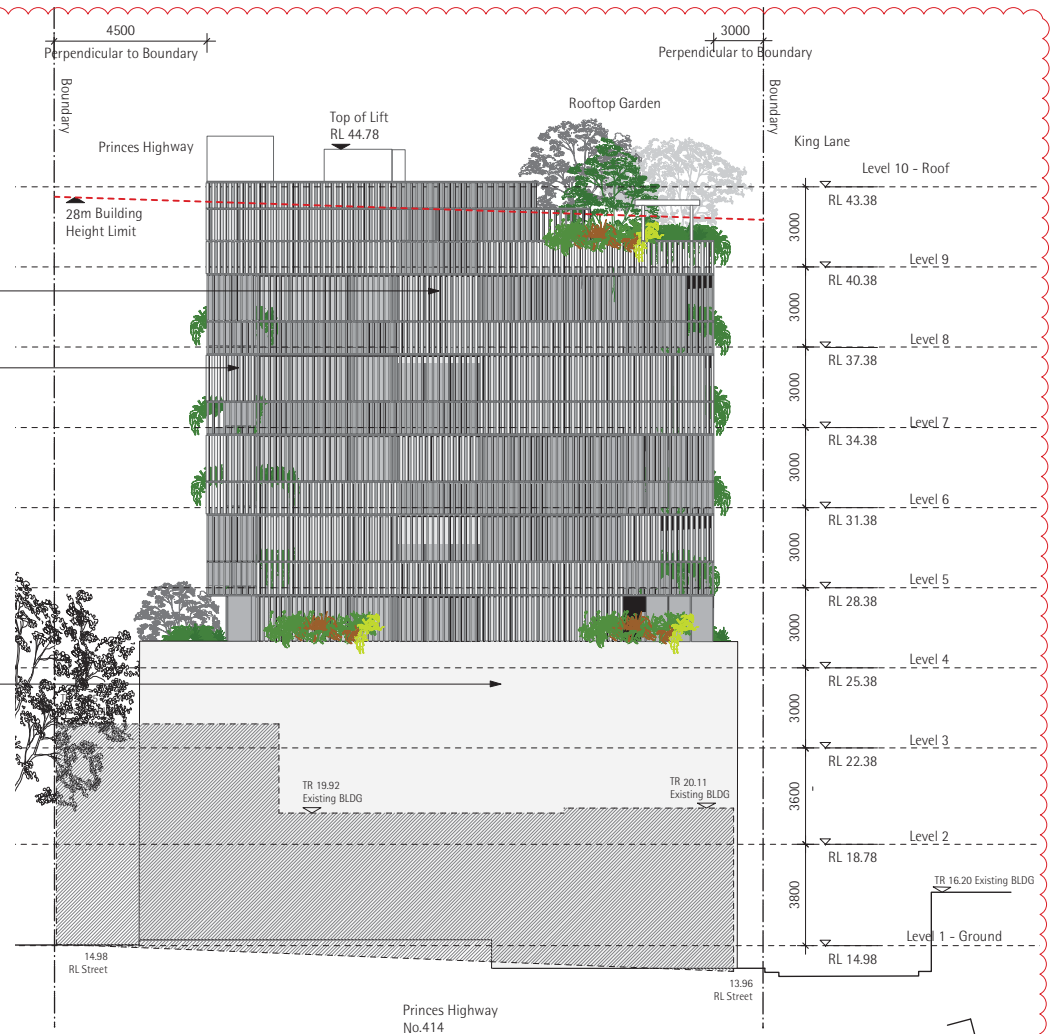 4500
Perpendicular to Boundary
3000
Perpendicular to Boundary
Boundary
Boundary
Princes Highway
Top of Lift
RL 44.78
Rooftop Garden
King Lane
28m Building
Height Limit
Level 10 - Roof
RL 43.38
3000
Level 9
RL 40.38
3000
Level 8
RL 37.38
3000
Level 7
RL 34.38
3000
Level 6
RL 31.38
3000
Level 5
RL 28.38
3000
Level 4
RL 25.38
3000
Level 3
RL 22.38
3600
-
Level 2
RL 18.78
3800
Level 1 - Ground
RL 14.98
TR 19.92
Existing BLDG
TR 20.11
Existing BLDG
TR 16.20 Existing BLDG
14.98
RL Street
13.96
RL Street
Princes Highway
No.414